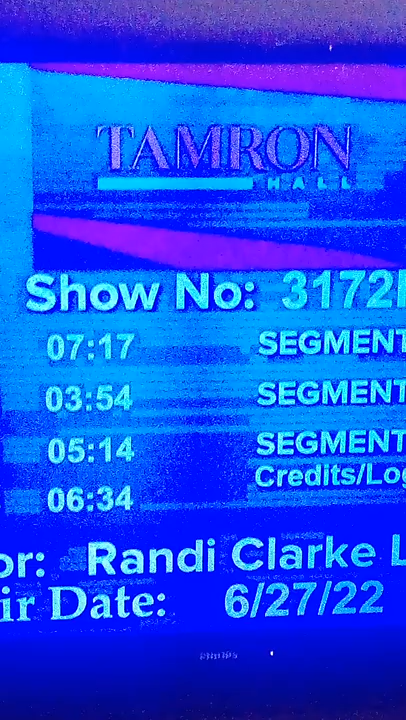 TAMRON
HALL
Show No: 3172
07:17 SEGMENT
03:54 SEGMENT
05:14 SEGMENT
06:34 Credits/Log
or: Randi Clarke L
ir Date: 6/27/22
PHILIPS